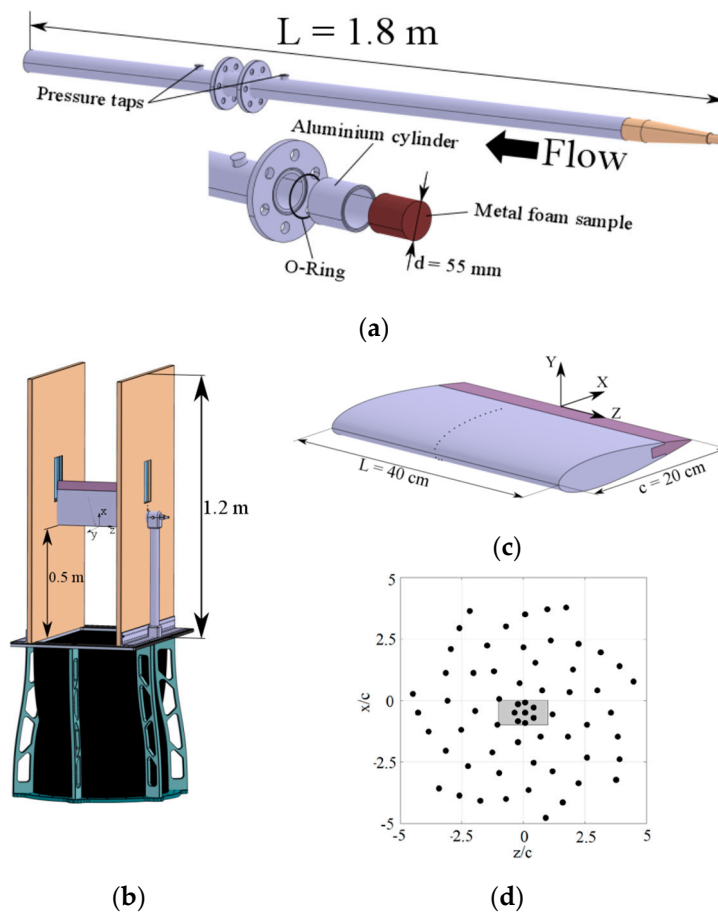 L = 1.8 m
Pressure taps
Aluminium cylinder
Flow
Metal foam sample
O-Ring
d = 55 mm
(a)
1.2 m
0.5 m
x
y
z
(b)
Y
X
Z
L = 40 cm
c = 20 cm
(c)
x/c
5
2.5
0
-2.5
-5
-5
-2.5
0
2.5
5
z/c
(d)